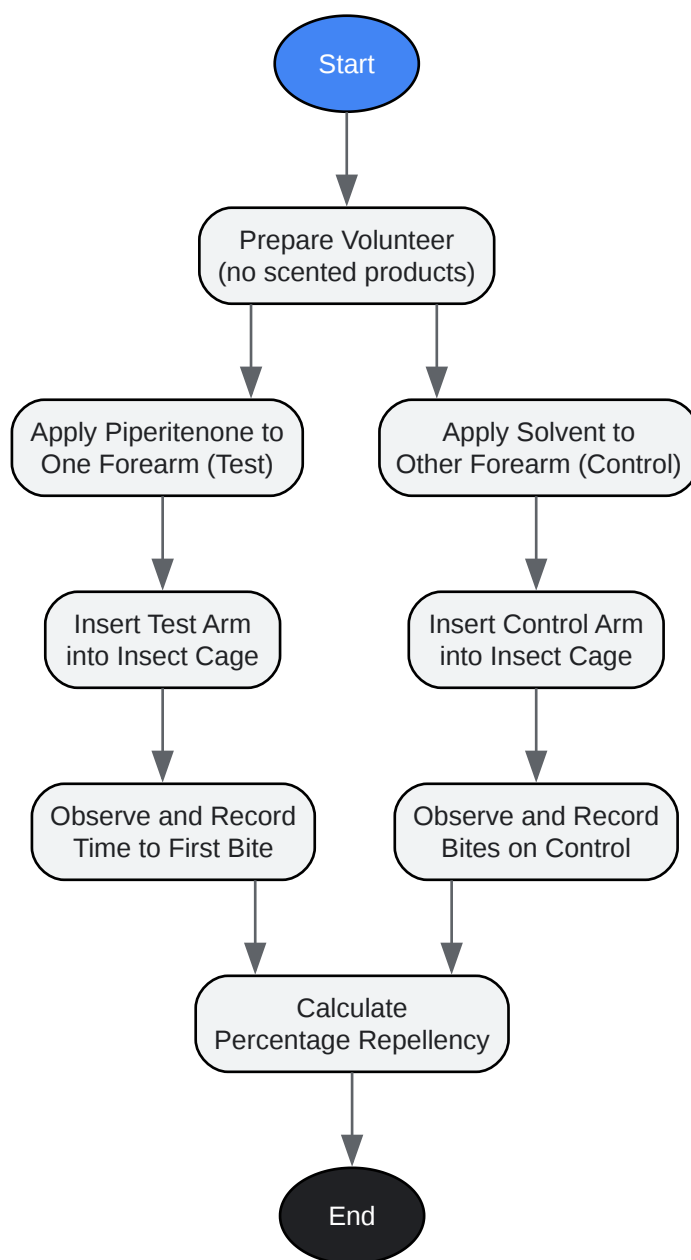 Start
Prepare Volunteer
(no scented products)
Apply Piperitenone to
One Forearm (Test)
Apply Solvent to
Other Forearm (Control)
Insert Test Arm
into Insect Cage
Insert Control Arm
into Insect Cage
Observe and Record
Time to First Bite
Observe and Record
Bites on Control
Calculate
Percentage Repellency
End